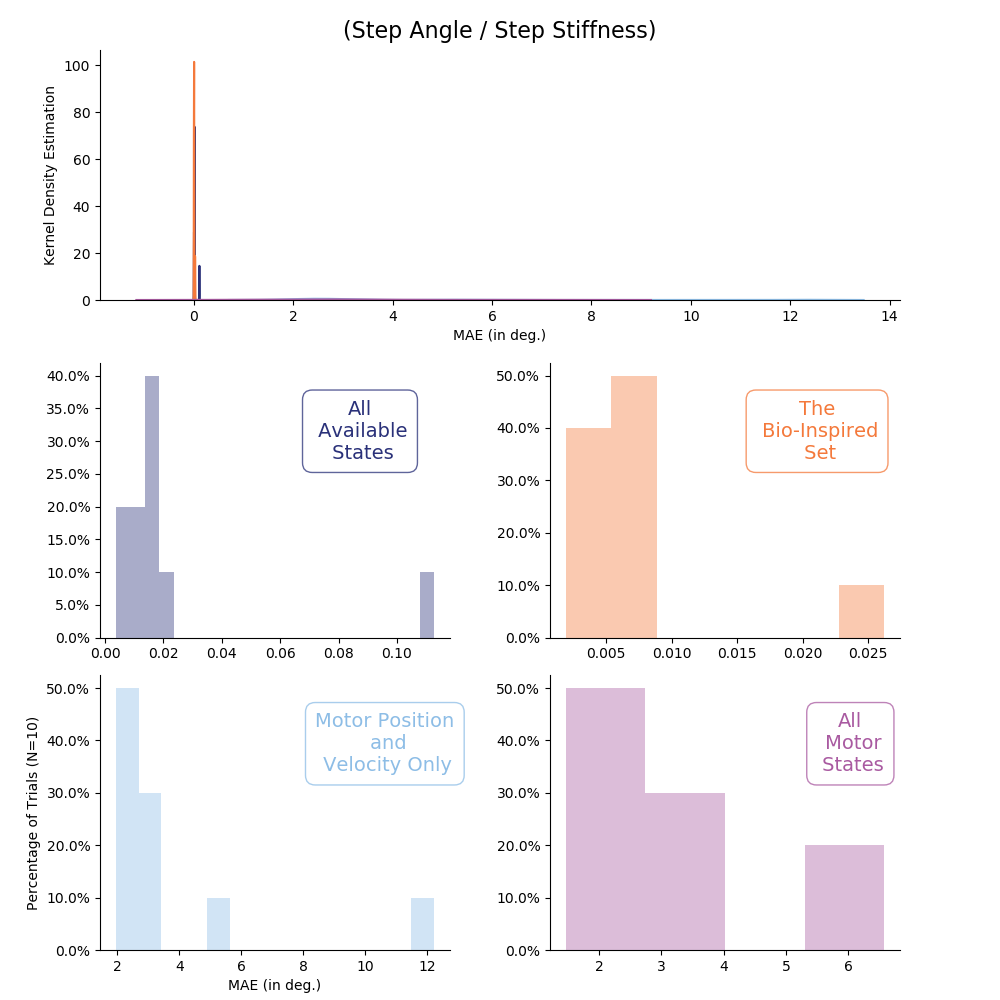 (Step Angle / Step Stiffness)
Kernel Density Estimation
100
80
60
40
20
0
0 2 4 6 8 10 12 14
MAE (in deg.)
40.0%
35.0%
30.0%
25.0%
20.0%
15.0%
10.0%
5.0%
0.0%
0.00 0.02 0.04 0.06 0.08 0.10
All
Available
States
50.0%
40.0%
30.0%
20.0%
10.0%
0.0%
0.005 0.010 0.015 0.020 0.025
The
Bio-Inspired
Set
Percentage of Trials (N=10)
50.0%
40.0%
30.0%
20.0%
10.0%
0.0%
2 4 6 8 10 12
MAE (in deg.)
Motor Position
and
Velocity Only
50.0%
40.0%
30.0%
20.0%
10.0%
0.0%
2 3 4 5 6
All
Motor
States